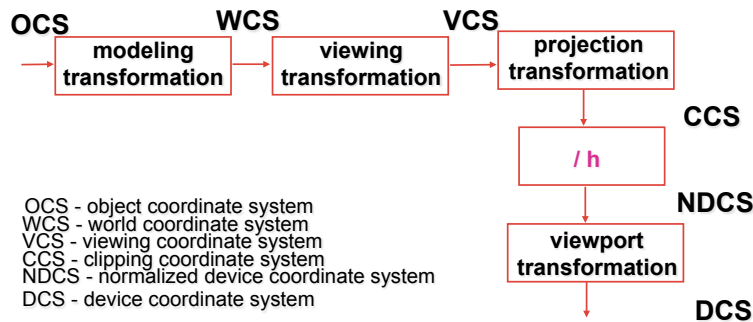 OCS
WCS
VCS
modeling
transformation
viewing
transformation
projection
transformation
CCS
/ h
NDCS
viewport
transformation
DCS
OCS - object coordinate system
WCS - world coordinate system
VCS - viewing coordinate system
CCS - clipping coordinate system
NDCS - normalized device coordinate system
DCS - device coordinate system